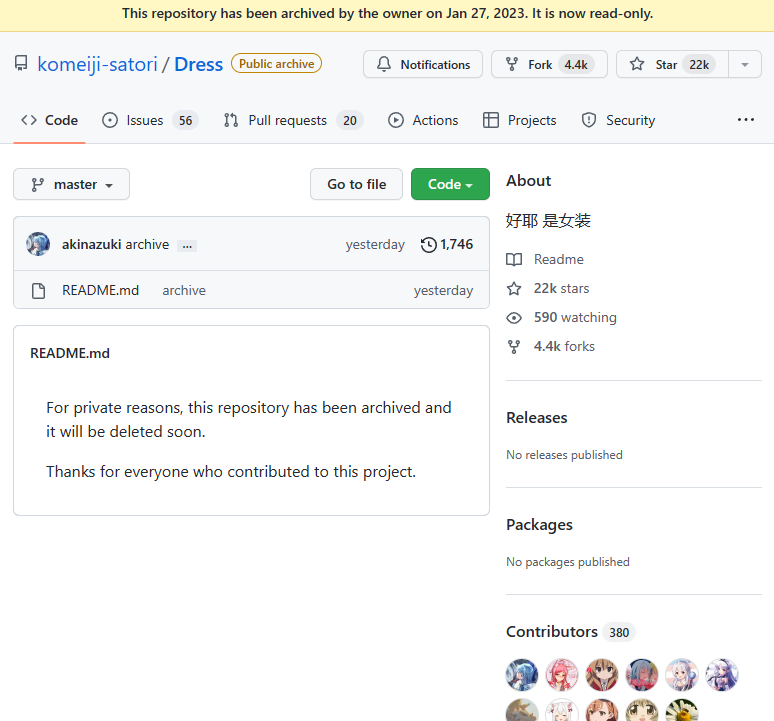 This repository has been archived by the owner on Jan 27, 2023. It is now read-only.
komeiji-satori / Dress Public archive
Notifications Fork 4.4k Star 22k
Code Issues 56 Pull requests 20 Actions Projects Security ...
master Go to file Code
akinazuki archive ... yesterday 1,746
README.md archive yesterday
README.md
For private reasons, this repository has been archived and
it will be deleted soon.
Thanks for everyone who contributed to this project.
About
好耶 是女装
Readme
22k stars
590 watching
4.4k forks
Releases
No releases published
Packages
No packages published
Contributors 380